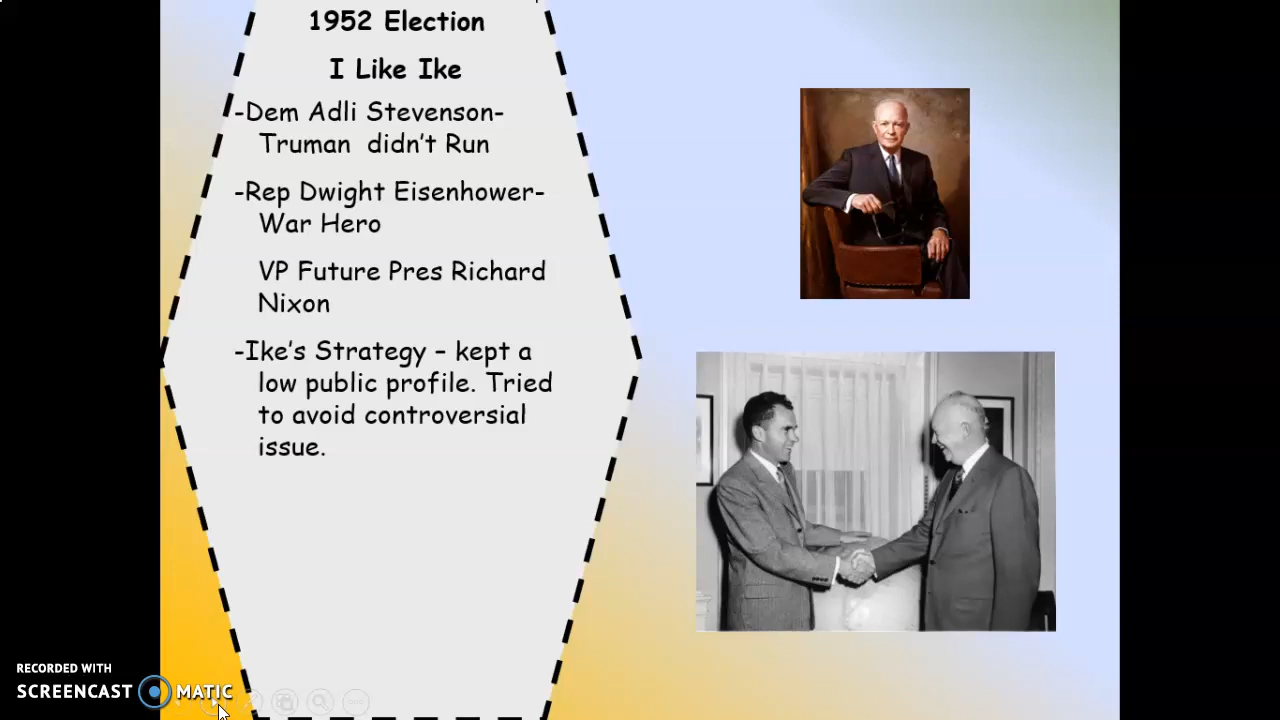 1952 Election
I Like Ike
-Dem Adli Stevenson-
Truman didn't Run
-Rep Dwight Eisenhower-
War Hero
VP Future Pres Richard
Nixon
-Ike's Strategy – kept a
low public profile. Tried
to avoid controversial
issue.
RECORDED WITH
SCREENCAST MATIC